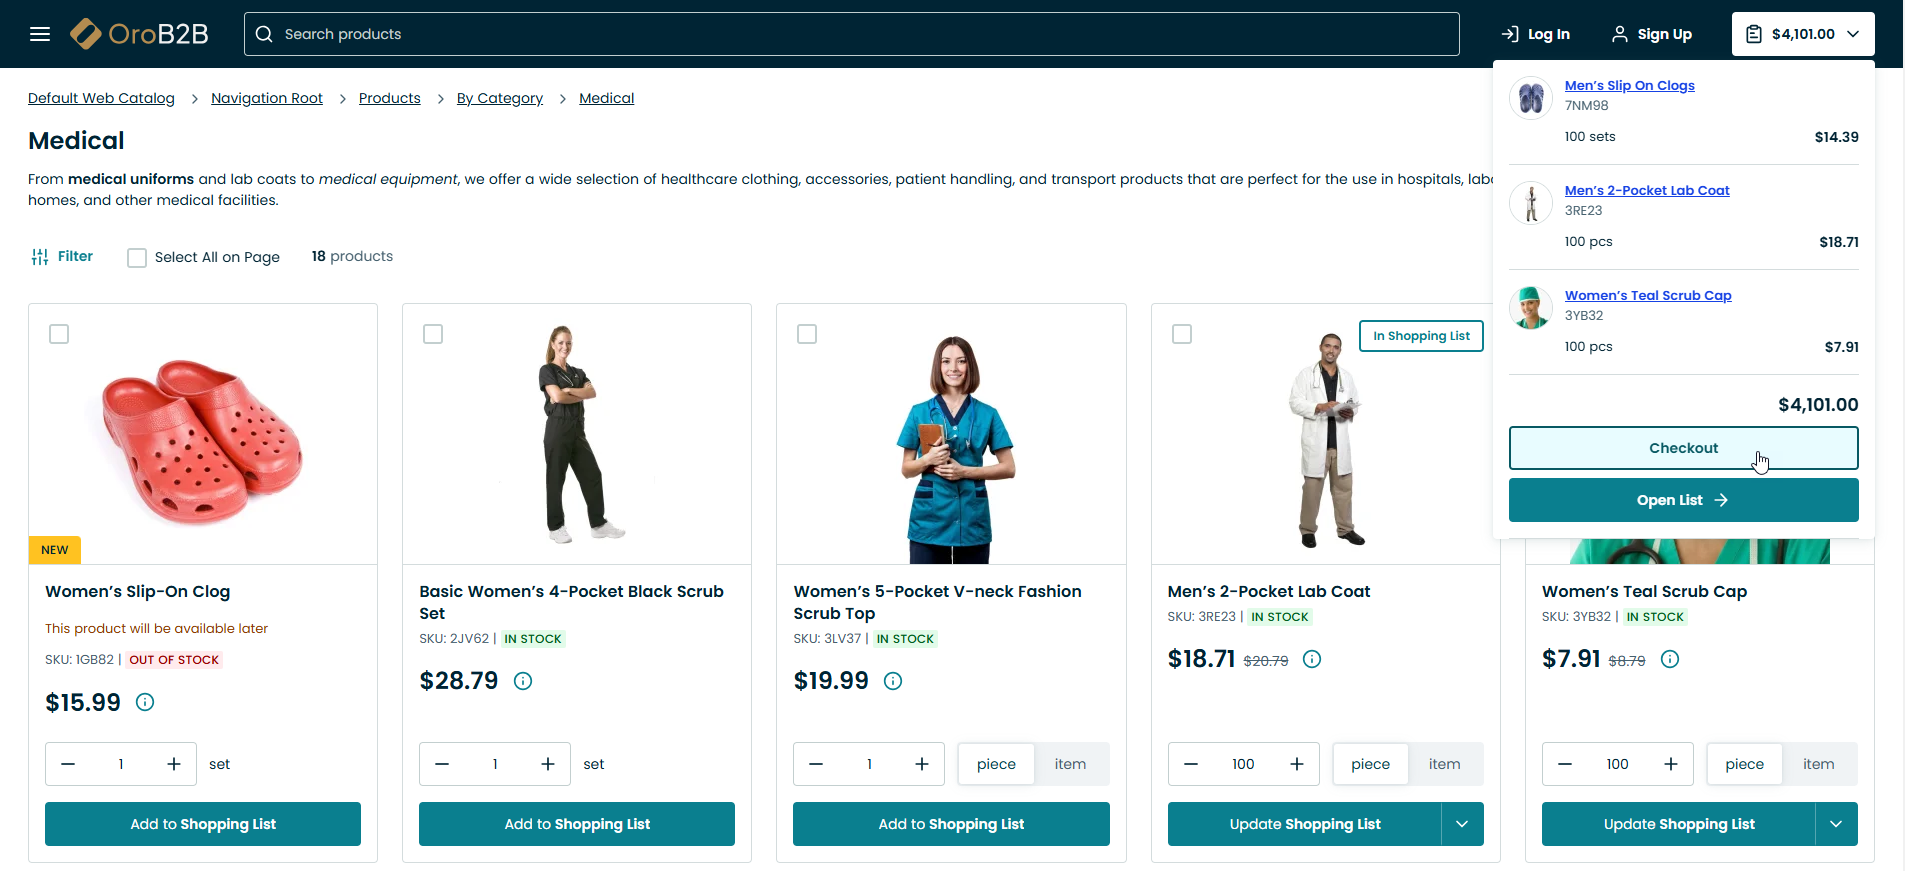 OroB2B
Search products
Log In
Sign Up
$4,101.00
Default Web Catalog > Navigation Root > Products > By Category > Medical
Medical
From medical uniforms and lab coats to medical equipment, we offer a wide selection of healthcare clothing, accessories, patient handling, and transport products that are perfect for the use in hospitals,
homes, and other medical facilities.
Filter
Select All on Page
18 products
Men's Slip On Clogs
7NM98
100 sets
$14.39
Men's 2-Pocket Lab Coat
3RE23
100 pcs
$18.71
Women's Teal Scrub Cap
3YB32
100 pcs
$7.91
$4,101.00
Checkout
Open List
NEW
Women's Slip-On Clog
This product will be available later
SKU: 1GB82 | OUT OF STOCK
$15.99
1
set
Add to Shopping List
Basic Women's 4-Pocket Black Scrub
Set
SKU: 2JV62 | IN STOCK
$28.79
1
set
Add to Shopping List
Women's 5-Pocket V-neck Fashion
Scrub Top
SKU: 3LV37 | IN STOCK
$19.99
1
piece
item
Add to Shopping List
In Shopping List
Men's 2-Pocket Lab Coat
SKU: 3RE23 | IN STOCK
$18.71 $20.79
100
piece
item
Update Shopping List
Women's Teal Scrub Cap
SKU: 3YB32 | IN STOCK
$7.91 $8.79
100
piece
item
Update Shopping List